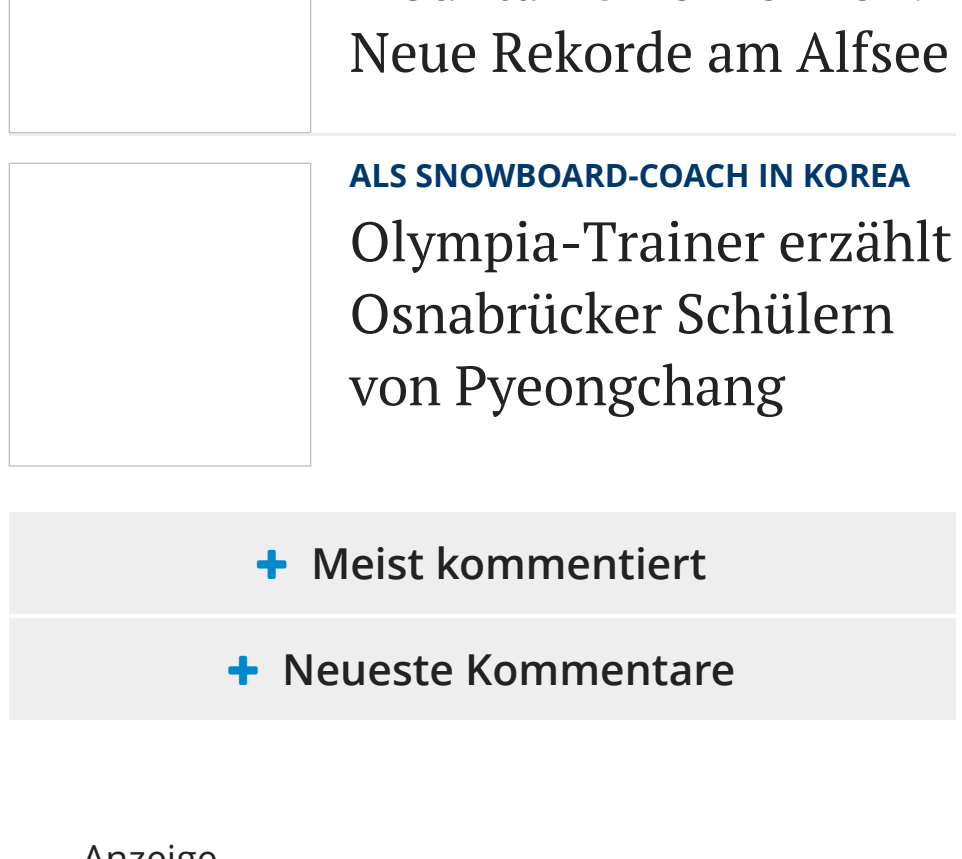 Neue Rekorde am Alfsee
ALS SNOWBOARD-COACH IN KOREA
Olympia-Trainer erzählt
Osnabrücker Schülern
von Pyeongchang
Meist kommentiert
Neueste Kommentare
Anzeige